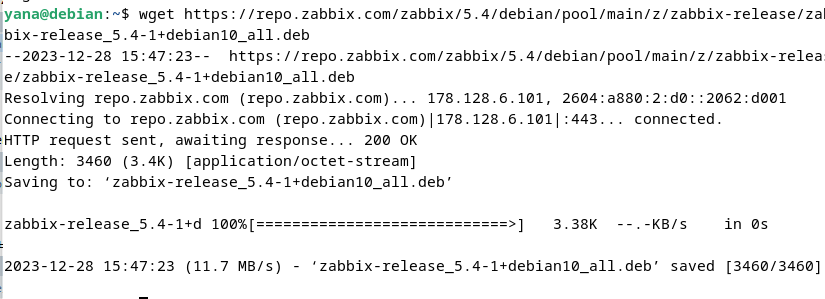 yana@debian:~$ wget https://repo.zabbix.com/zabbix/5.4/debian/pool/main/z/zabbix-release/zab
bix-release_5.4-1+debian10_all.deb
--2023-12-28 15:47:23--  https://repo.zabbix.com/zabbix/5.4/debian/pool/main/z/zabbix-releas
e/zabbix-release_5.4-1+debian10_all.deb
Resolving repo.zabbix.com (repo.zabbix.com)... 178.128.6.101, 2604:a880:2:d0::2062:d001
Connecting to repo.zabbix.com (repo.zabbix.com)|178.128.6.101|:443... connected.
HTTP request sent, awaiting response... 200 OK
Length: 3460 (3.4K) [application/octet-stream]
Saving to: ‘zabbix-release_5.4-1+debian10_all.deb’
zabbix-release_5.4-1+d 100%[===========================>]   3.38K  --.-KB/s    in 0s
2023-12-28 15:47:23 (11.7 MB/s) - ‘zabbix-release_5.4-1+debian10_all.deb’ saved [3460/3460]